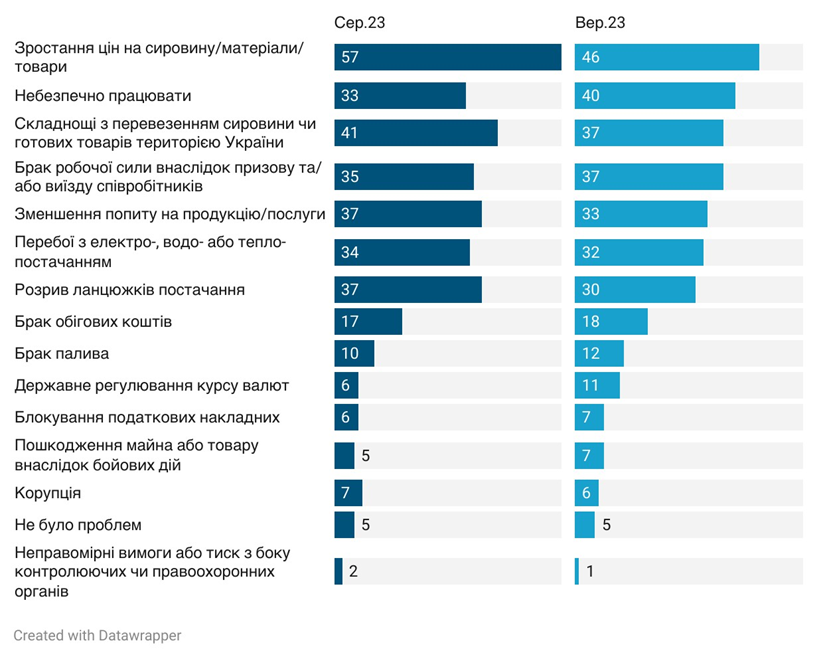 Сер.23 Вер.23
Зростання цін на сировину/матеріали/
товари 57 46
Небезпечно працювати 33 40
Складнощі з перевезенням сировини чи
готових товарів територією України 41 37
Брак робочої сили внаслідок призову та/
або виїзду співробітників 35 37
Зменшення попиту на продукцію/послуги 37 33
Перебої з електро-, водо- або тепло-
постачанням 34 32
Розрив ланцюжків постачання 37 30
Брак обігових коштів 17 18
Брак палива 10 12
Державне регулювання курсу валют 6 11
Блокування податкових накладних 6 7
Пошкодження майна або товару
внаслідок бойових дій 5 7
Корупція 7 6
Не було проблем 5 5
Неправомірні вимоги або тиск з боку
контролюючих чи правоохоронних 2 1
органів
Created with Datawrapper